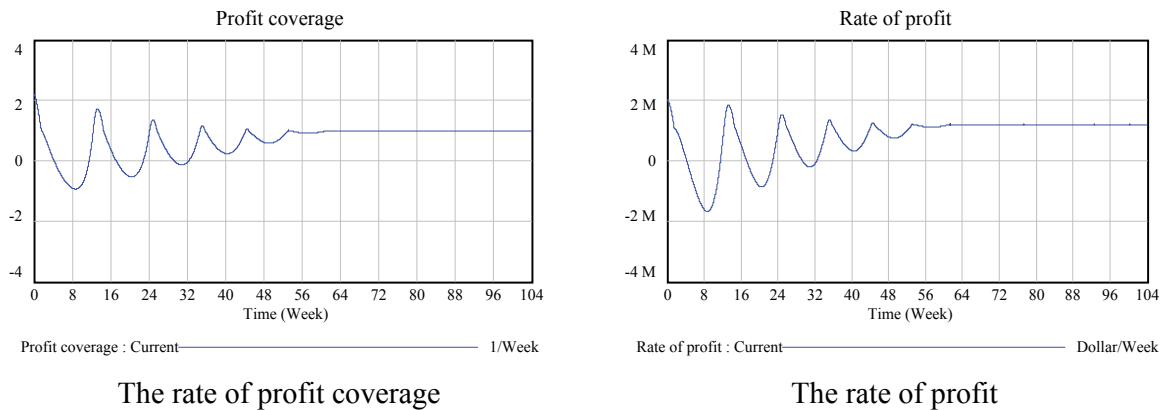 Profit coverage
4
2
0
-2
-4
0 8 16 24 32 40 48 56 64 72 80 88 96 104
Time (Week)
Profit coverage : Current 1/Week
The rate of profit coverage
Rate of profit
4 M
2 M
0
-2 M
-4 M
0 8 16 24 32 40 48 56 64 72 80 88 96 104
Time (Week)
Rate of profit : Current Dollar/Week
The rate of profit